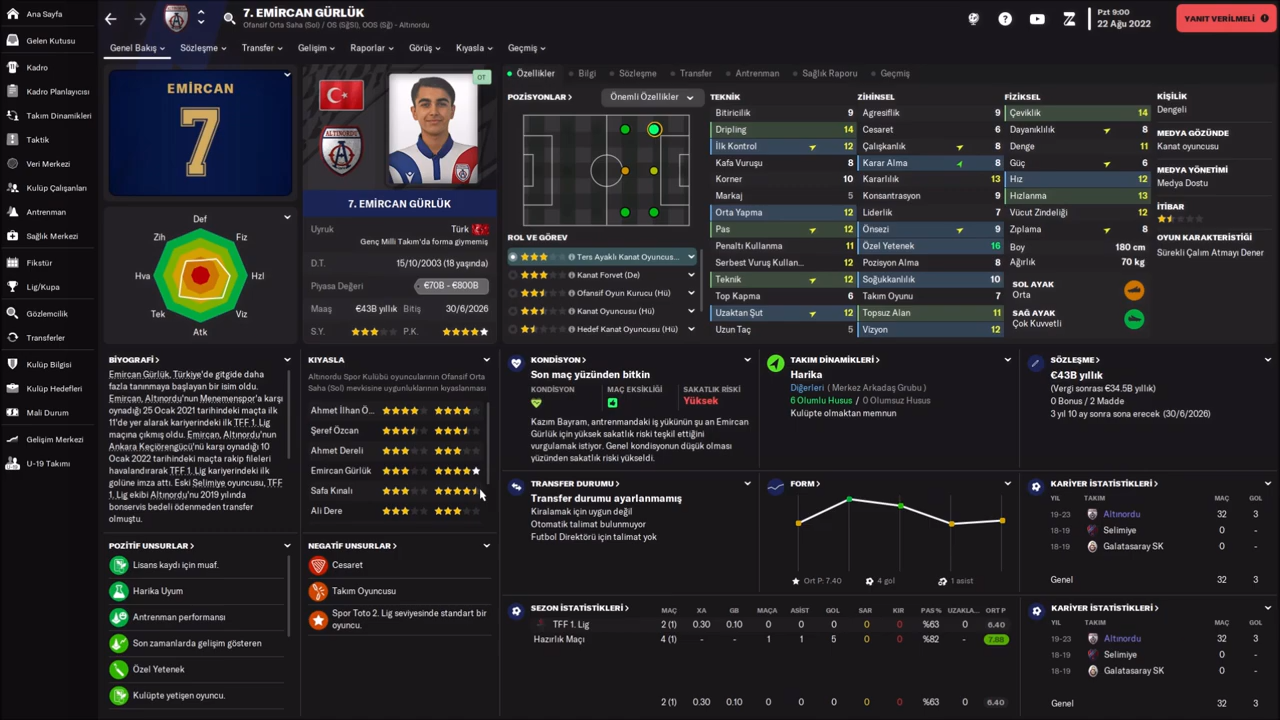 Ana Sayfa
Gelen Kutusu
Kadro
Kadro Planlayıcısı
Takım Dinamikleri
Taktik
Veri Merkezi
Kulüp Çalışanları
Antrenman
Sağlık Merkezi
Fikstür
Lig/Kupa
Gözlemcilik
Transferler
Kulüp Bilgisi
Kulüp Hedefleri
Mali Durum
Gelişim Merkezi
U-19 Takımı
7. EMİRCAN GÜRLÜK
Ofansif Orta Saha (Sol) / OS (SğSl), OOS (Sğ) - Altınordu
Pzt 9:00
22 Ağu 2022
YANIT VERİLMELİ
Genel Bakış
Sözleşme
Transfer
Gelişim
Raporlar
Görüş
Kıyasla
Geçmiş
EMİRCAN
7
OT
ALTINORDU
A
7. EMİRCAN GÜRLÜK
Uyruk Türk
Genç Milli Takım'da forma giymemiş
D.T. 15/10/2003 (18 yaşında)
Piyasa Değeri €70B - €800B
Maaş €43B yıllık Bitiş 30/6/2026
S.Y. P.K.
Def
Fiz
Hzl
Viz
Atk
Tek
Hva
Zih
Özellikler
Bilgi
Sözleşme
Transfer
Antrenman
Sağlık Raporu
Geçmiş
POZİSYONLAR
Önemli Özellikler
ROL VE GÖREV
Ters Ayaklı Kanat Oyuncus...
Kanat Forvet (De)
Ofansif Oyun Kurucu (Hü)
Kanat Oyuncusu (Hü)
Hedef Kanat Oyuncusu (Hü)
TEKNİK
Bitiricilik 9
Dripling 14
İlk Kontrol 12
Kafa Vuruşu 8
Korner 10
Markaj 5
Orta Yapma 12
Pas 12
Penaltı Kullanma 11
Serbest Vuruş Kullan... 12
Teknik 12
Top Kapma 6
Uzaktan Şut 12
Uzun Taç 5
ZİHİNSEL
Agresiflik 9
Cesaret 6
Çalışkanlık 8
Karar Alma 8
Kararlılık 13
Konsantrasyon 9
Liderlik 7
Önsezi 9
Özel Yetenek 16
Pozisyon Alma 8
Soğukkanlılık 10
Takım Oyunu 7
Topsuz Alan 11
Vizyon 12
FİZİKSEL
Çeviklik 14
Dayanıklılık 8
Denge 11
Güç 6
Hız 12
Hızlanma 13
Vücut Zindeliği 12
Zıplama 8
Boy 180 cm
Ağırlık 70 kg
SOL AYAK
Orta
SAĞ AYAK
Çok Kuvvetli
KİŞİLİK
Dengeli
MEDYA GÖZÜNDE
Kanat oyuncusu
MEDYA YÖNETİMİ
Medya Dostu
İTİBAR
OYUN KARAKTERİSTİĞİ
Sürekli Çalım Atmayı Dener
BİYOGRAFİ
Emircan Gürlük, Türkiye'de gitgide daha
fazla tanınmaya başlayan bir isim oldu.
Emircan, Altınordu'nun Menemenspor'a karşı
oynadığı 25 Ocak 2021 tarihindeki maçta ilk
11'de yer alarak kariyerindeki ilk TFF 1. Lig
maçına çıkmış oldu. Emircan, Altınordu'nun
Ankara Keçiörengücü'nü karşı oynadığı 10
Ocak 2022 tarihindeki maçta rakip fileleri
havalandırarak TFF 1. Lig kariyerindeki ilk
golüne imza attı. Eski Selimiye oyuncusu, TFF
1. Lig ekibi Altınordu'nu 2019 yılında
bonservis bedeli ödenmeden transfer
olmuştu.
KIYASLA
Altınordu Spor Kulübü oyuncularının Ofansif Orta
Saha (Sol) mevkisine uygunluklarının kıyaslaması
Ahmet İlhan Ö...
Şeref Özcan
Ahmet Dereli
Emircan Gürlük
Safa Kınalı
Ali Dere
POZİTİF UNSURLAR
Lisans kaydı için muaf.
Harika Uyum
Antrenman performansı
Son zamanlarda gelişim gösteren
Özel Yetenek
Kulüpte yetişen oyuncu.
NEGATİF UNSURLAR
Cesaret
Takım Oyuncusu
Spor Toto 2. Lig seviyesinde standart bir
oyuncu.
KONDİSYON
Son maç yüzünden bitkin
KONDİSYON
MAÇ EKSİKLİĞİ
SAKATLIK RİSKİ
Yüksek
Kazım Bayram, antrenmandaki iş yükünün şu an Emircan
Gürlük için yüksek sakatlık riski teşkil ettiğini
vurgulamak istiyor. Genel kondisyonun düşük olması
yüzünden sakatlık riski yükseldi.
TAKIM DİNAMİKLERİ
Harika
Diğerleri ( Merkez Arkadaş Grubu )
6 Olumlu Husus / 0 Olumsuz Husus
Kulüpte olmaktan memnun
SÖZLEŞME
€43B yıllık
(Vergi sonrası €34.5B yıllık)
0 Bonus / 2 Madde
3 yıl 10 ay sonra sona erecek (30/6/2026)
TRANSFER DURUMU
Transfer durumu ayarlanmamış
Kiralamak için uygun değil
Otomatik talimat bulunmuyor
Futbol Direktörü için talimat yok
FORM
Ort P: 7.40
4 gol
1 asist
KARİYER İSTATİSTİKLERİ
YIL TAKIM MAÇ GOL
19-23 Altınordu 32 3
18-19 Selimiye 0 -
18-19 Galatasaray SK 0 -
Genel 32 3
SEZON İSTATİSTİKLERİ MAÇ XA GB MAÇA ASİST GOL SAR KIR PAS% UZAKLA... ORT P
TFF 1. Lig 2 (1) 0.30 0.10 0 0 0 0 0 %63 0 6.40
Hazırlık Maçı 4 (1) - - 1 1 5 0 0 %82 - 7.88
2 (1) 0.30 0.10 0 0 0 0 0 %63 0 6.40
KARİYER İSTATİSTİKLERİ
YIL TAKIM MAÇ GOL
19-23 Altınordu 32 3
18-19 Selimiye 0 -
18-19 Galatasaray SK 0 -
Genel 32 3